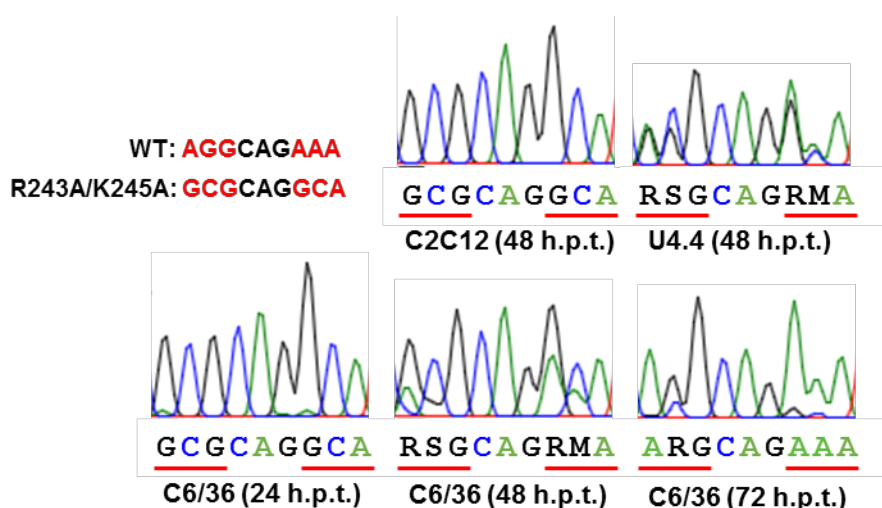 WT: AGGCAGAAA
R243A/K245A: GCGCAGGCA
GCGCAGGCA
C2C12 (48 h.p.t.)
RSGCAGRMA
U4.4 (48 h.p.t.)
GCGCAGGCA
C6/36 (24 h.p.t.)
RSGCAGRMA
C6/36 (48 h.p.t.)
ARGCAGAAA
C6/36 (72 h.p.t.)